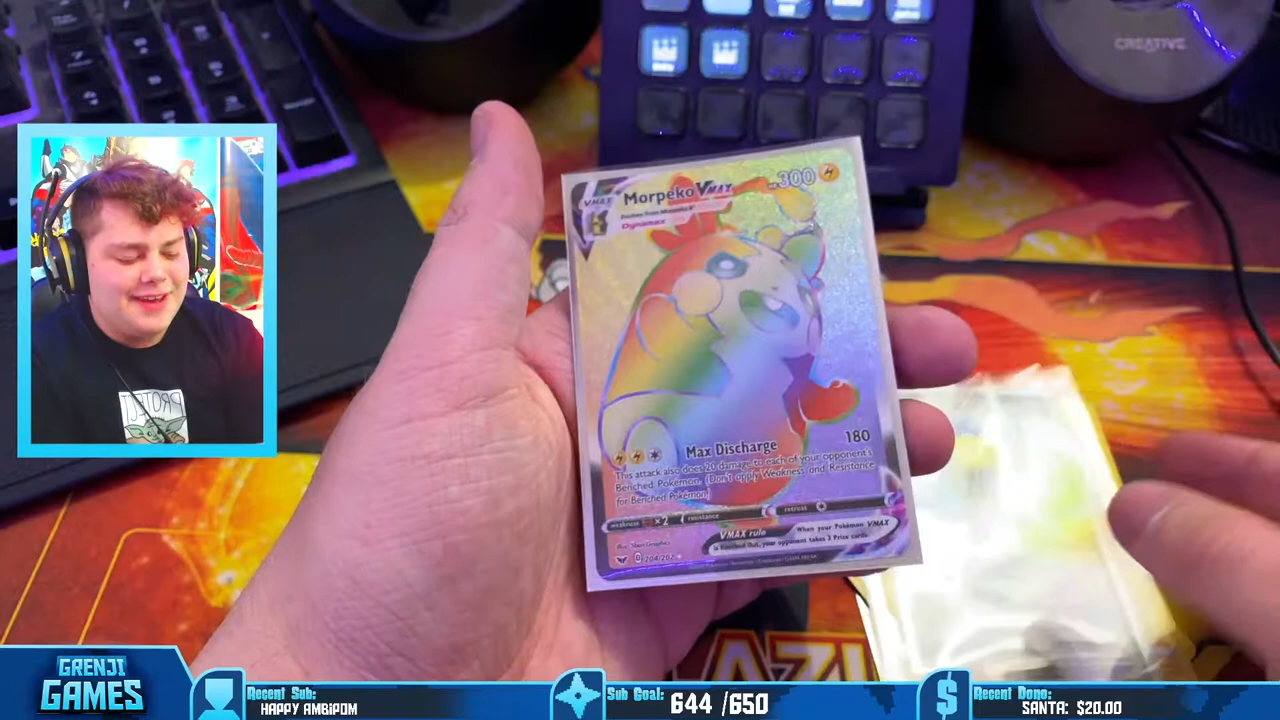 CREATIVE
VMAX
Morpeko VMAX
300
Dynamax
Max Discharge 180
This attack also does 20 damage to each of your opponent's
Benched Pokémon. (Don't apply Weakness and Resistance
for Benched Pokémon.)
weakness ×2 resistance retreat
VMAX rule When your Pokémon VMAX
is Knocked Out, your opponent takes 3 Prize cards.
D 204/202
PROTECT
GRENJI
GAMES
Recent Sub:
HAPPY AMBIPOM
Sub Goal: 644 /650
Recent Dono:
SANTA: $20.00